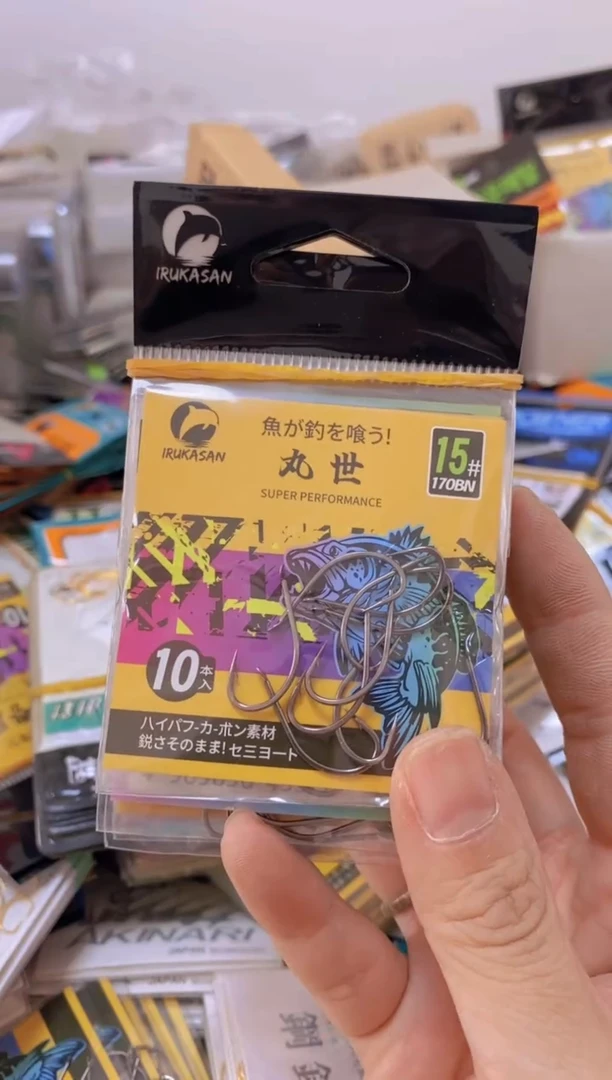 IRUKASAN
IRUKASAN
魚が釣を喰う!
丸世
SUPER PERFORMANCE
15#
170BN
10本入
ハイパフ-カ-ボン素材
鋭さそのまま!セ三ヨート
AKINARI
JAPAN